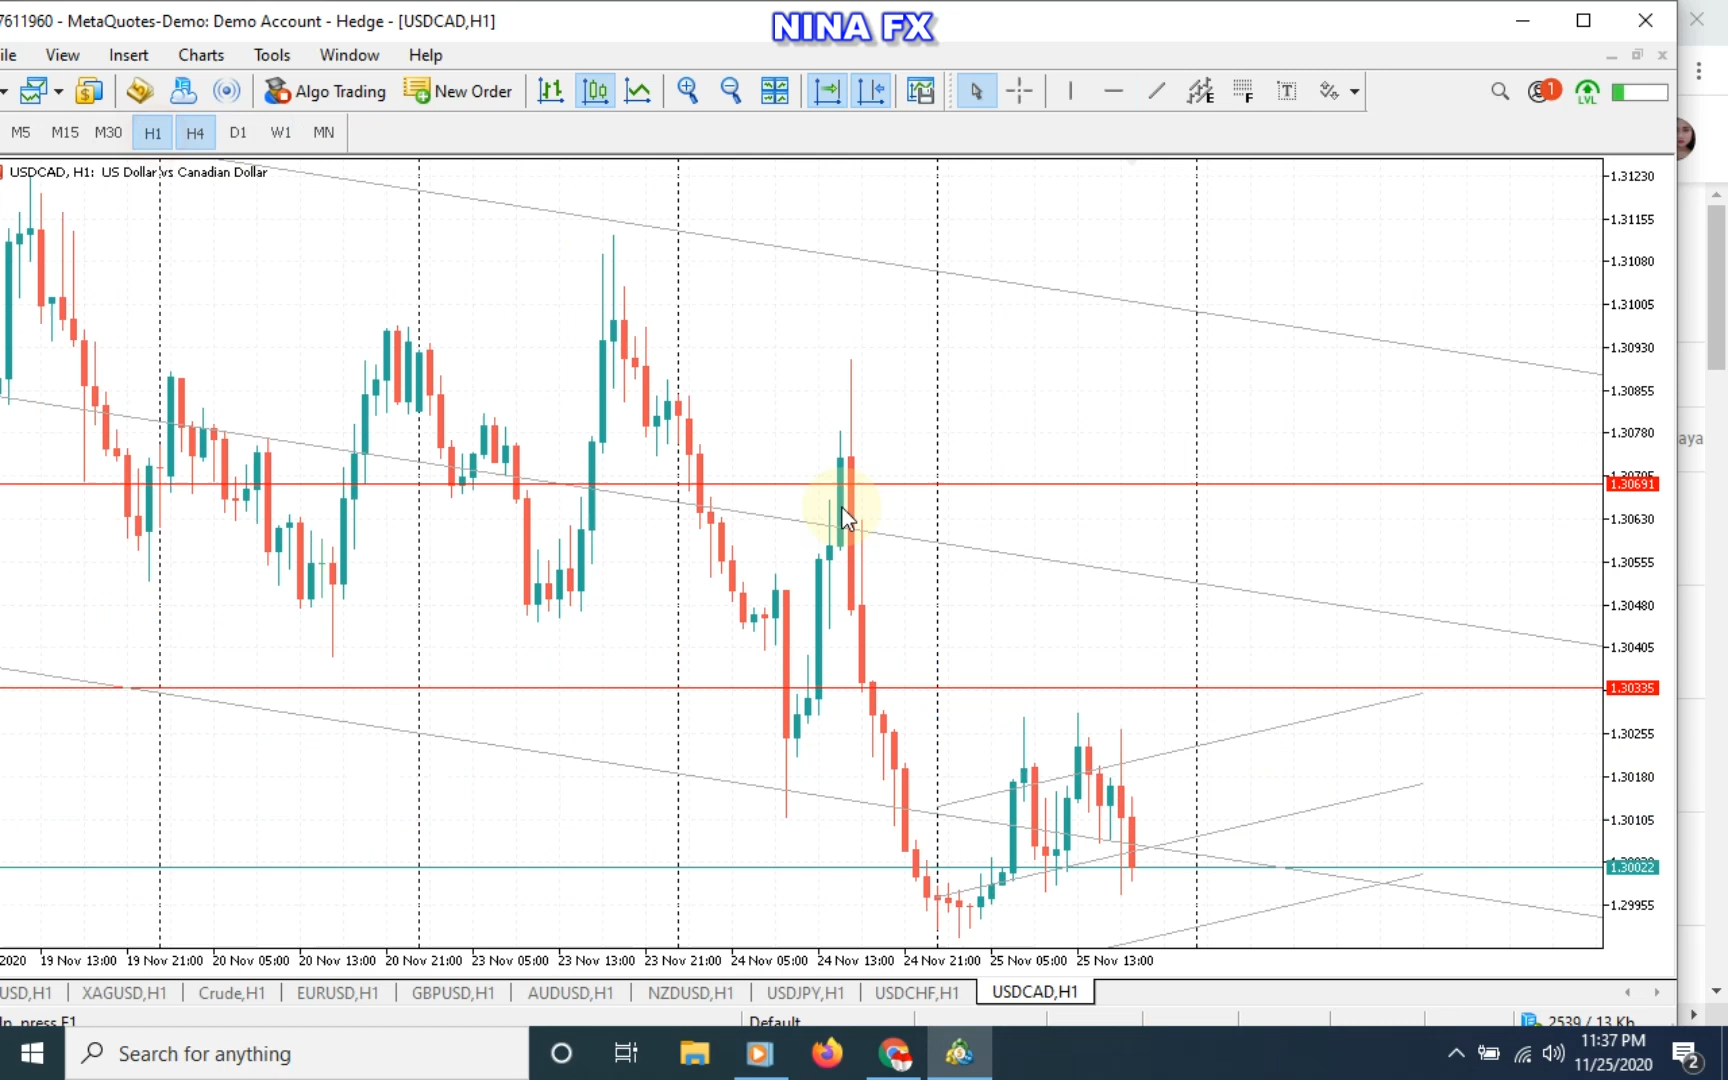 7611960 - MetaQuotes-Demo: Demo Account - Hedge - [USDCAD,H1]
NINA FX
ile View Insert Charts Tools Window Help
Algo Trading New Order E F T 1 LVL
M5 M15 M30 H1 H4 D1 W1 MN
USDCAD, H1: US Dollar vs Canadian Dollar
1.31230
1.31155
1.31080
1.31005
1.30930
1.30855
1.30780
aya
1.30705
1.30691
1.30630
1.30555
1.30480
1.30405
1.30335
1.30255
1.30180
1.30105
1.30022
1.29955
2020 19 Nov 13:00 19 Nov 21:00 20 Nov 05:00 20 Nov 13:00 20 Nov 21:00 23 Nov 05:00 23 Nov 13:00 23 Nov 21:00 24 Nov 05:00 24 Nov 13:00 24 Nov 21:00 25 Nov 05:00 25 Nov 13:00
USD,H1 XAGUSD,H1 Crude,H1 EURUSD,H1 GBPUSD,H1 AUDUSD,H1 NZDUSD,H1 USDJPY,H1 USDCHF,H1 USDCAD,H1
lp, press F1 Default 2539 / 13 Kb
Search for anything
11:37 PM
11/25/2020
2